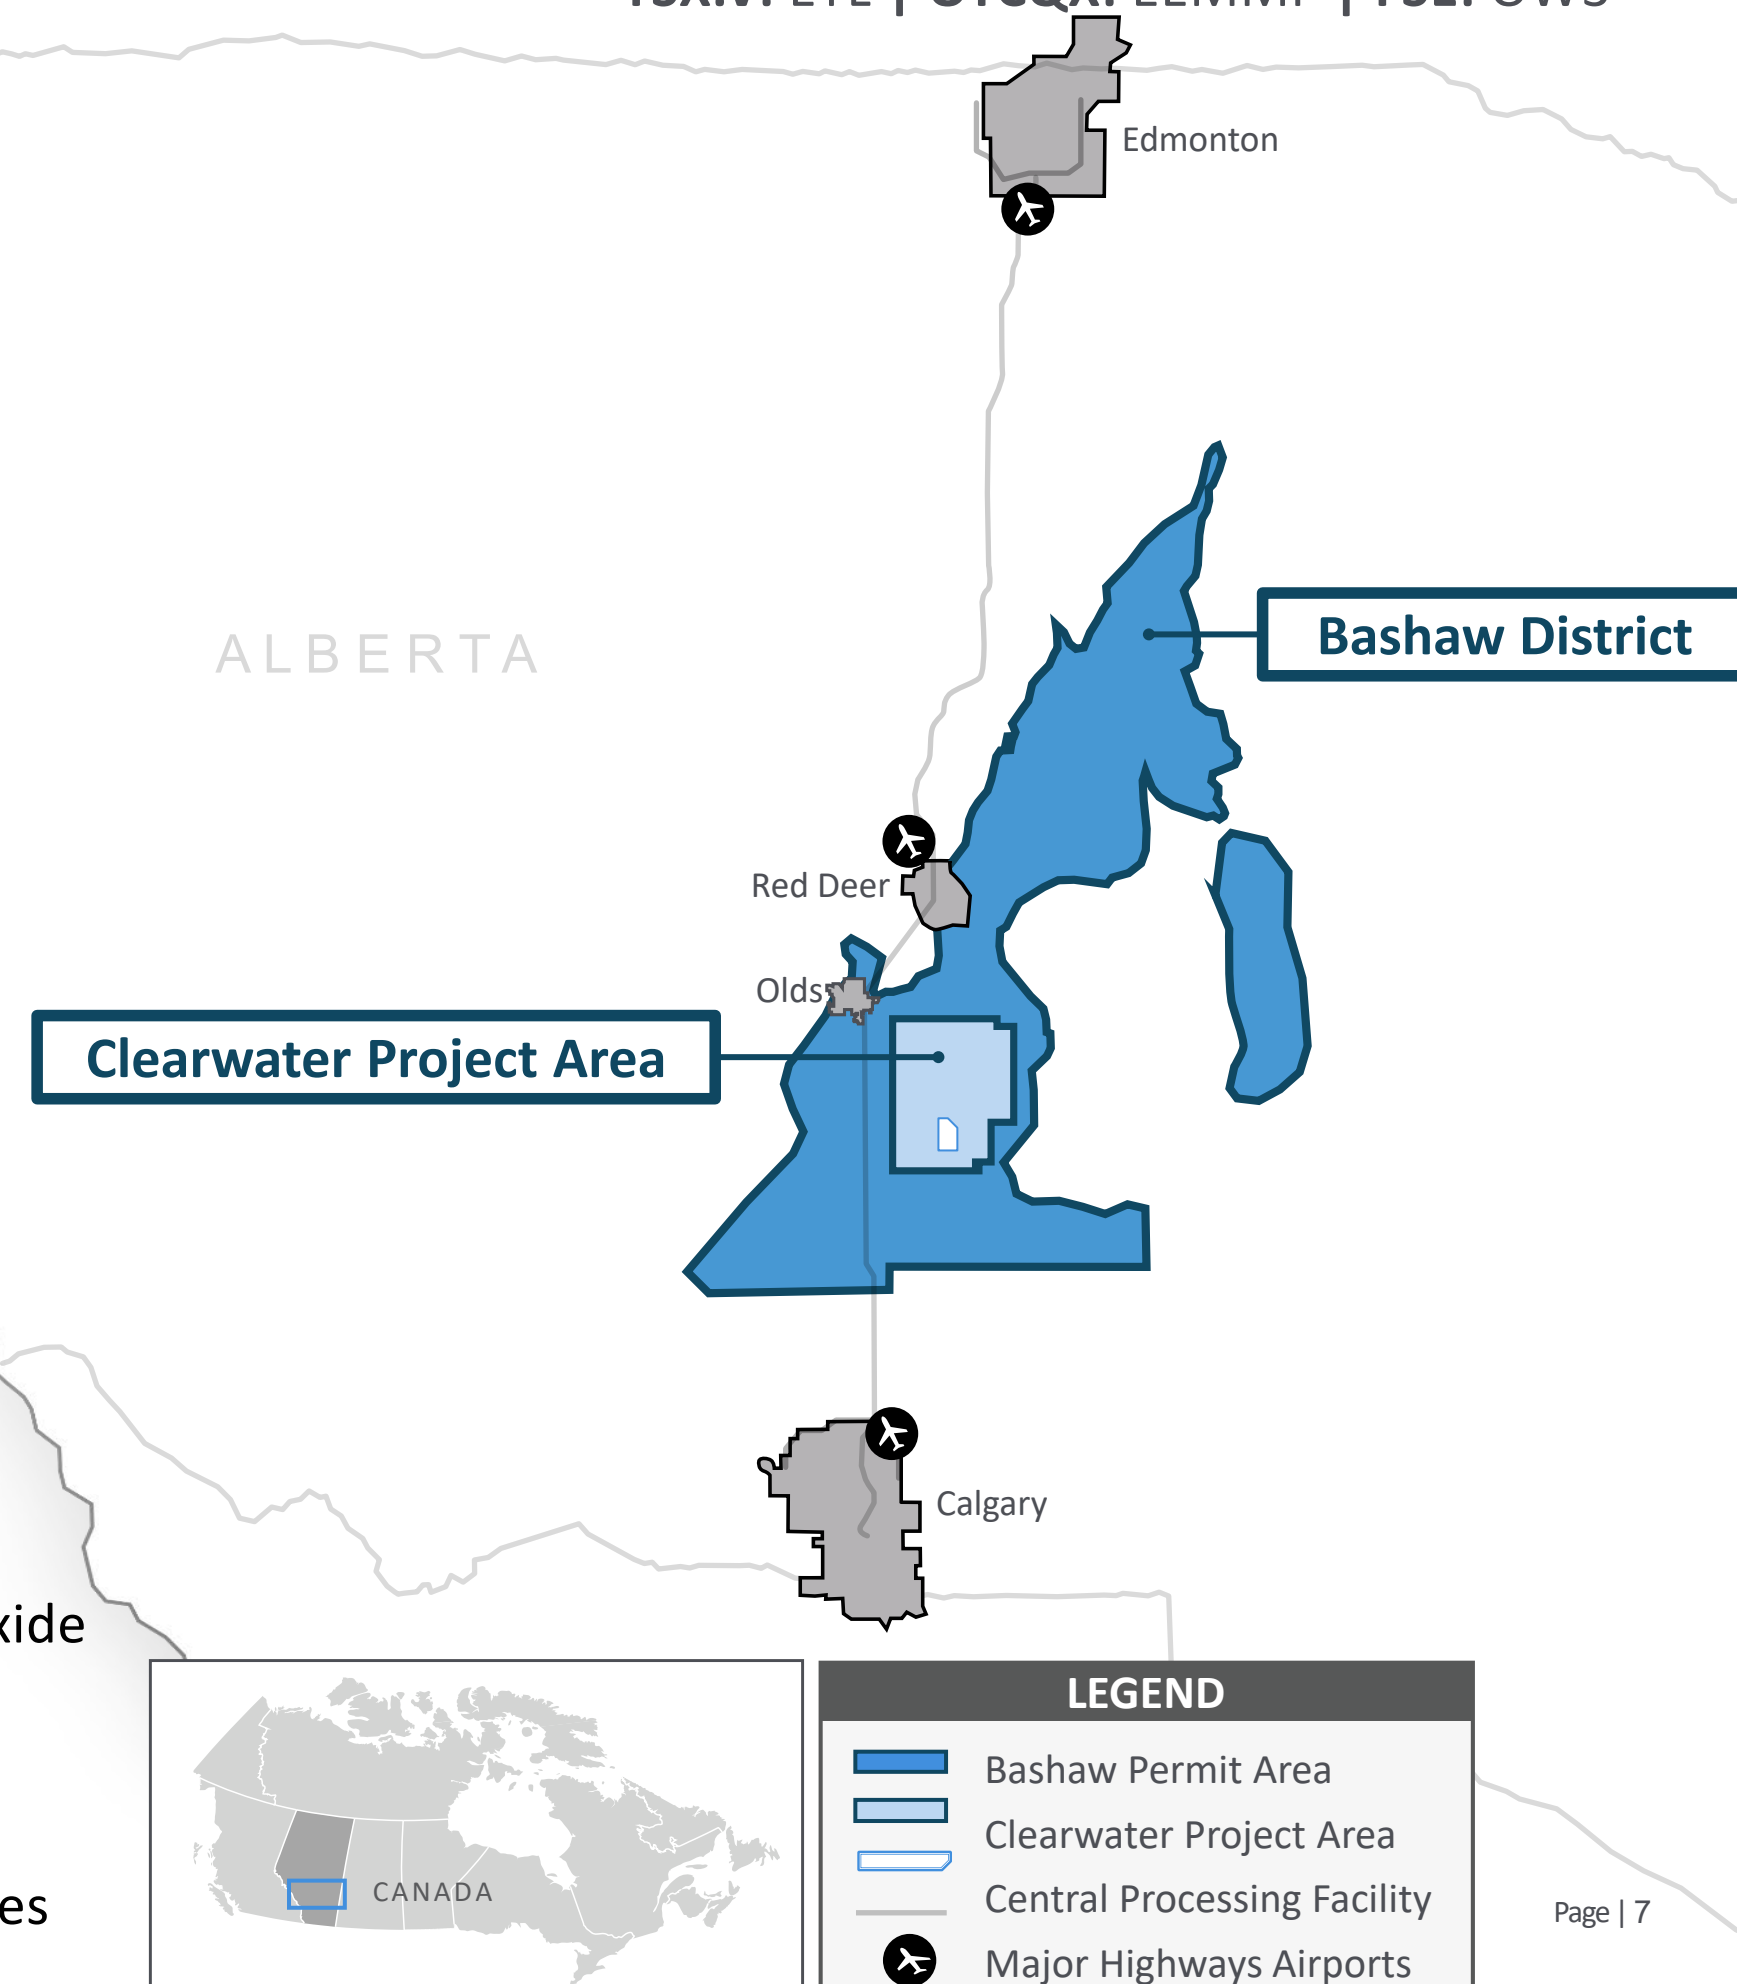 Edmonton
Bashaw District
ALBERTA
Red Deer
Olds
Clearwater Project Area
Calgary
xide
LEGEND
Bashaw Permit Area
Clearwater Project Area
Central Processing Facility
Major Highways Airports
CANADA
es
Page | 7